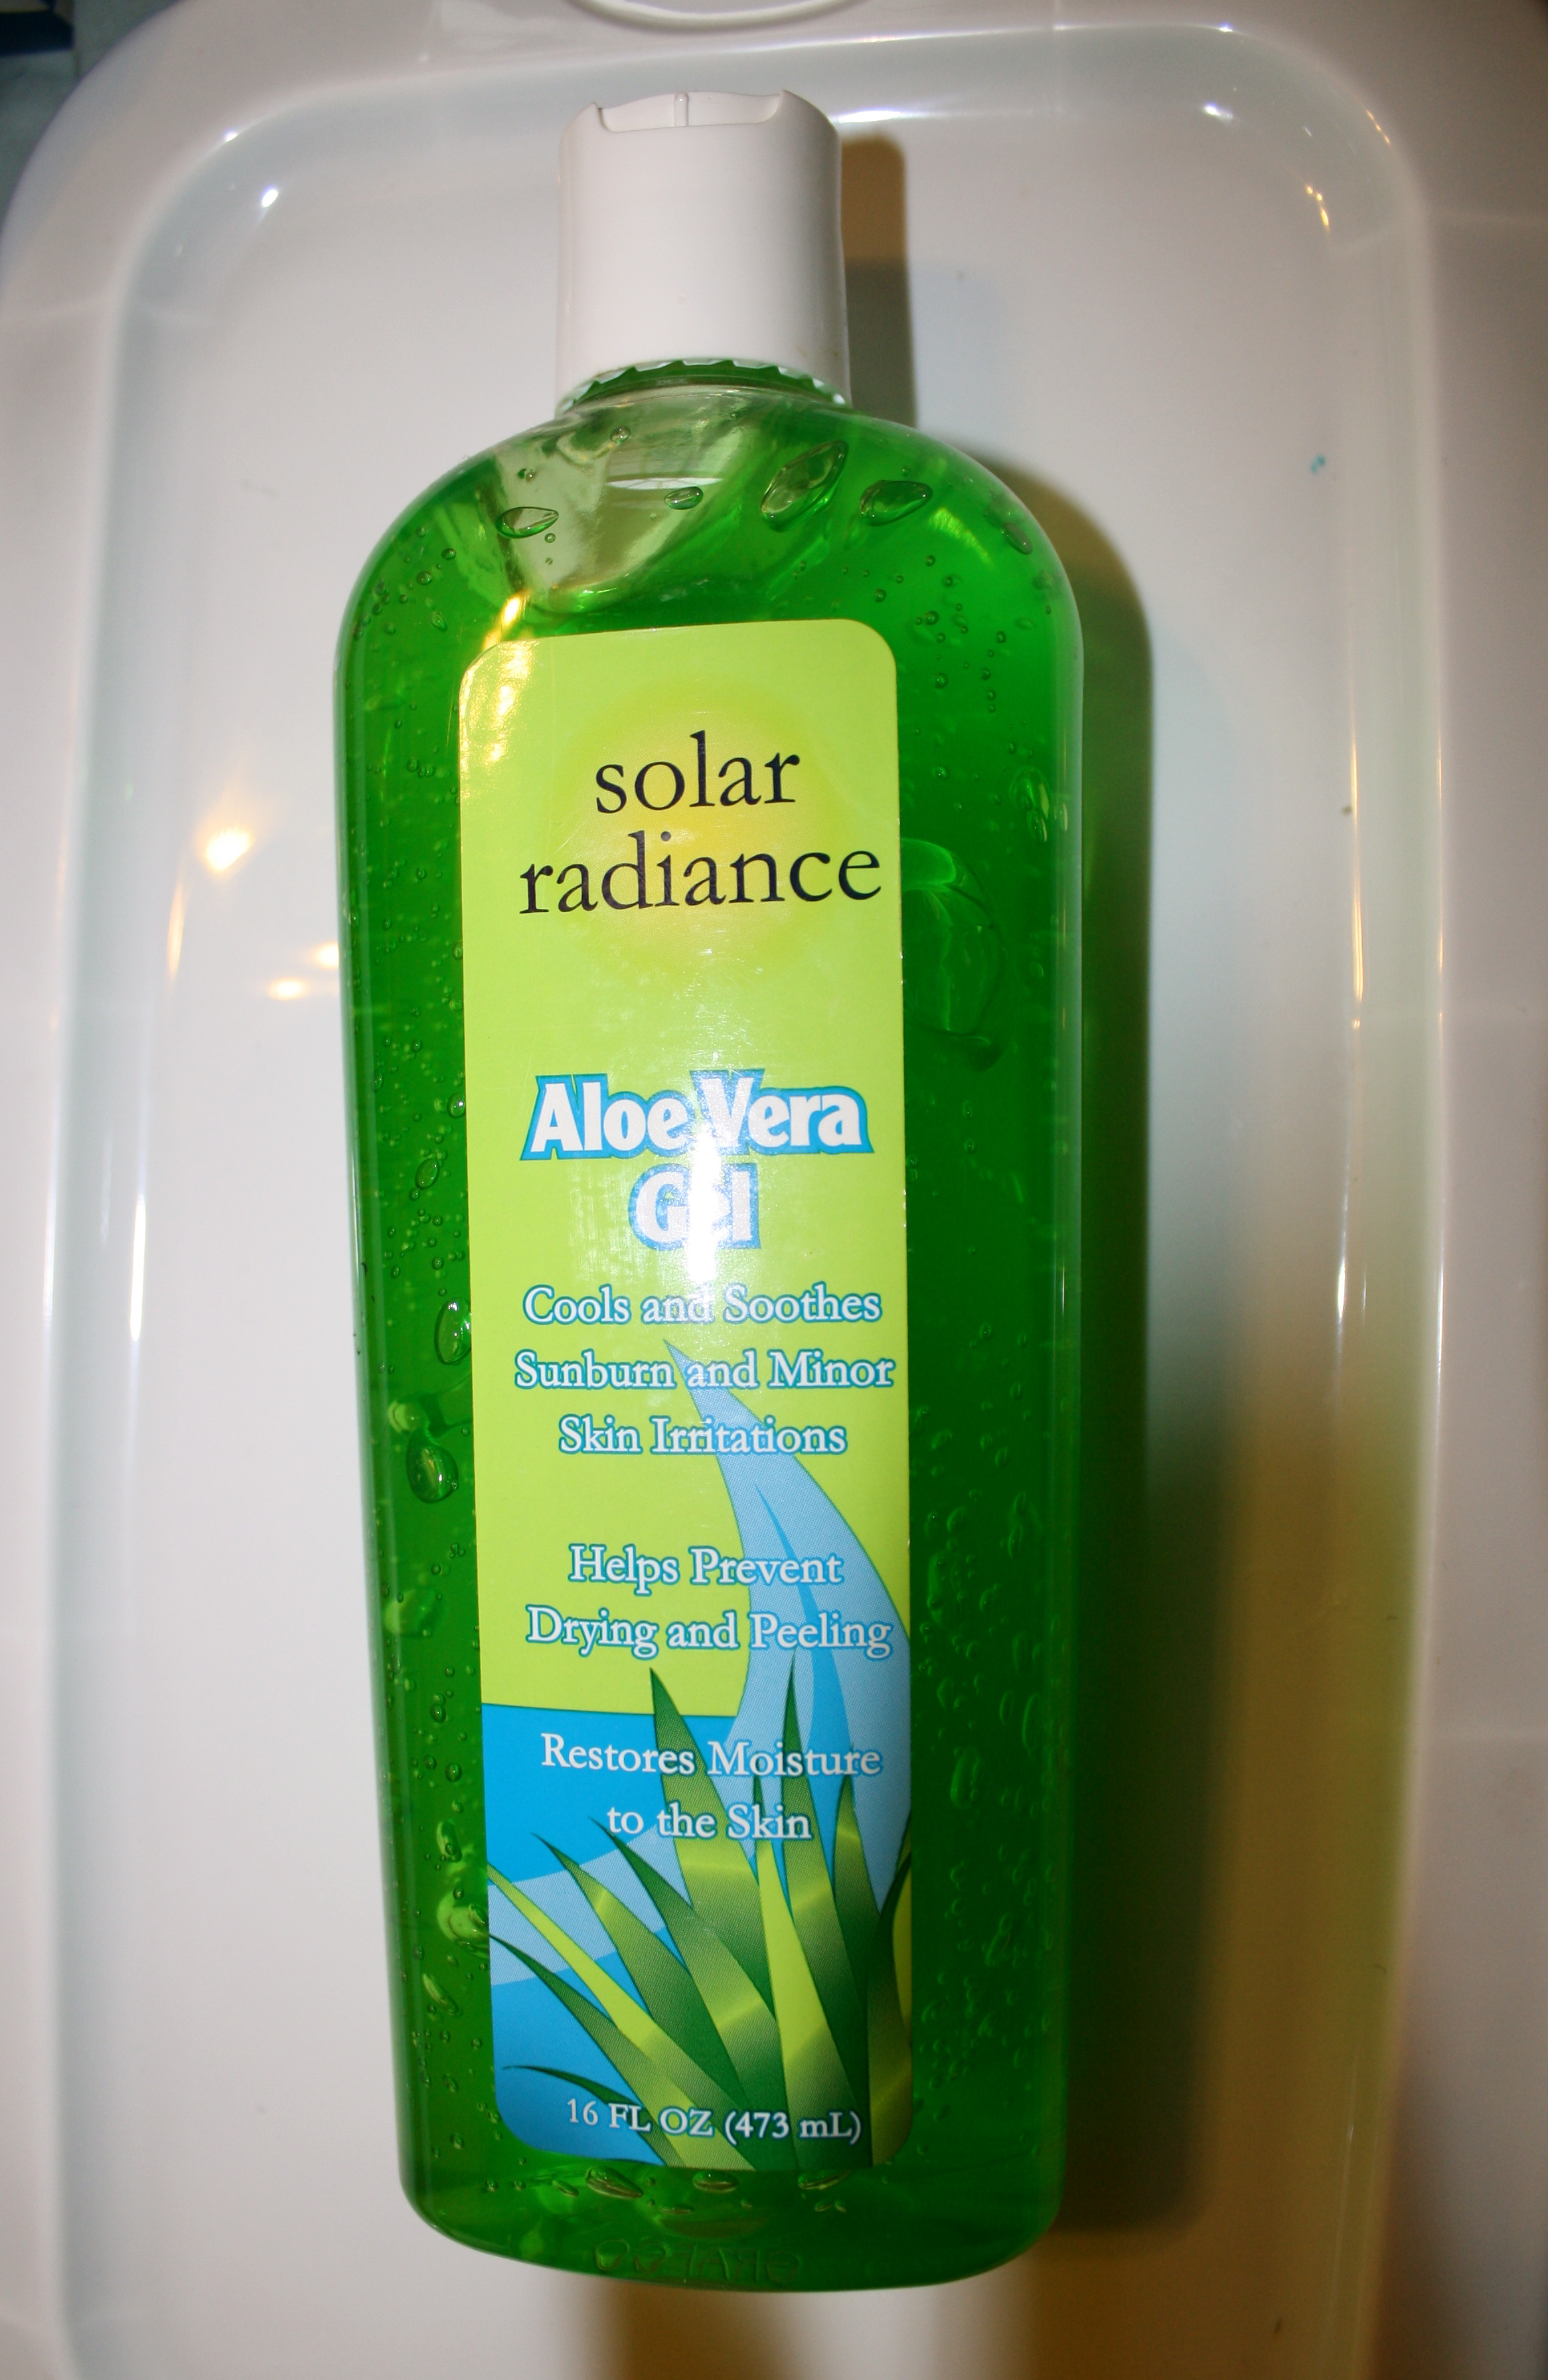 solar
radiance
Aloe Vera
Gel
Cools and Soothes
Sunburn and Minor
Skin Irritations
Helps Prevent
Drying and Peeling
Restores Moisture
to the Skin
16 FL OZ (473 mL)